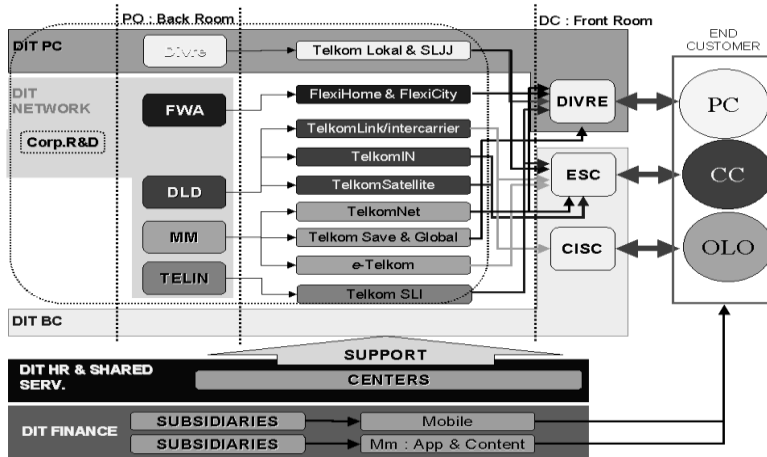 PO : Back Room
DC : Front Room
END
CUSTOMER
DIT PC
Divre
Telkom Lokal & SLJJ
DIT
NETWORK
FWA
FlexiHome & FlexiCity
DIVRE
PC
Corp.R&D
TelkomLink/intercarrier
TelkomIN
ESC
CC
DLD
TelkomSatellite
TelkomNet
MM
Telkom Save & Global
CISC
OLO
e-Telkom
TELIN
Telkom SLI
DIT BC
SUPPORT
DIT HR & SHARED
SERV.
CENTERS
SUBSIDIARIES
Mobile
DIT FINANCE
SUBSIDIARIES
Mm : App & Content